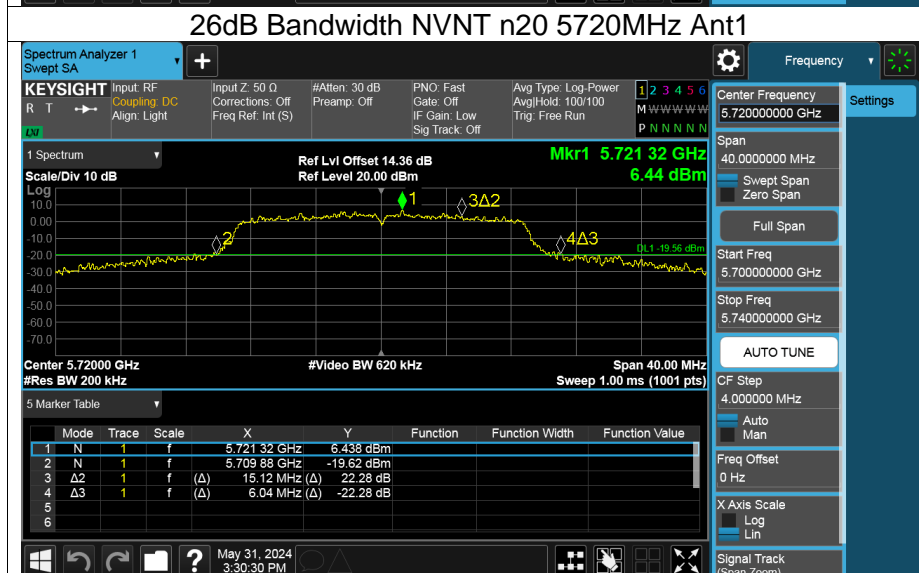 26dB Bandwidth NVNT n20 5720MHz Ant1
Spectrum Analyzer 1
Swept SA
+
Frequency
KEYSIGHT
R T
LXI
Input: RF
Coupling: DC
Align: Light
Input Z: 50 Ω
Corrections: Off
Freq Ref: Int (S)
#Atten: 30 dB
Preamp: Off
PNO: Fast
Gate: Off
IF Gain: Low
Sig Track: Off
Avg Type: Log-Power
Avg|Hold: 100/100
Trig: Free Run
1 2 3 4 5 6
M W W W W W
P N N N N N
Center Frequency
5.720000000 GHz
Settings
Span
40.0000000 MHz
Swept Span
Zero Span
Full Span
Start Freq
5.700000000 GHz
Stop Freq
5.740000000 GHz
AUTO TUNE
CF Step
4.000000 MHz
Auto
Man
Freq Offset
0 Hz
X Axis Scale
Log
Lin
Signal Track
(Span Zoom)
1 Spectrum
Scale/Div 10 dB
Ref Lvl Offset 14.36 dB
Ref Level 20.00 dBm
Mkr1 5.721 32 GHz
6.44 dBm
Log
10.0
0.00
-10.0
-20.0
-30.0
-40.0
-50.0
-60.0
-70.0
1
3Δ2
2
4Δ3
DL1 -19.56 dBm
Center 5.72000 GHz
#Video BW 620 kHz
Span 40.00 MHz
#Res BW 200 kHz
Sweep 1.00 ms (1001 pts)
5 Marker Table
Mode Trace Scale X Y Function Function Width Function Value
1 N 1 f 5.721 32 GHz 6.438 dBm
2 N 1 f 5.709 88 GHz -19.62 dBm
3 Δ2 1 f (Δ) 15.12 MHz (Δ) 22.28 dB
4 Δ3 1 f (Δ) 6.04 MHz (Δ) -22.28 dB
5
6
?
May 31, 2024
3:30:30 PM